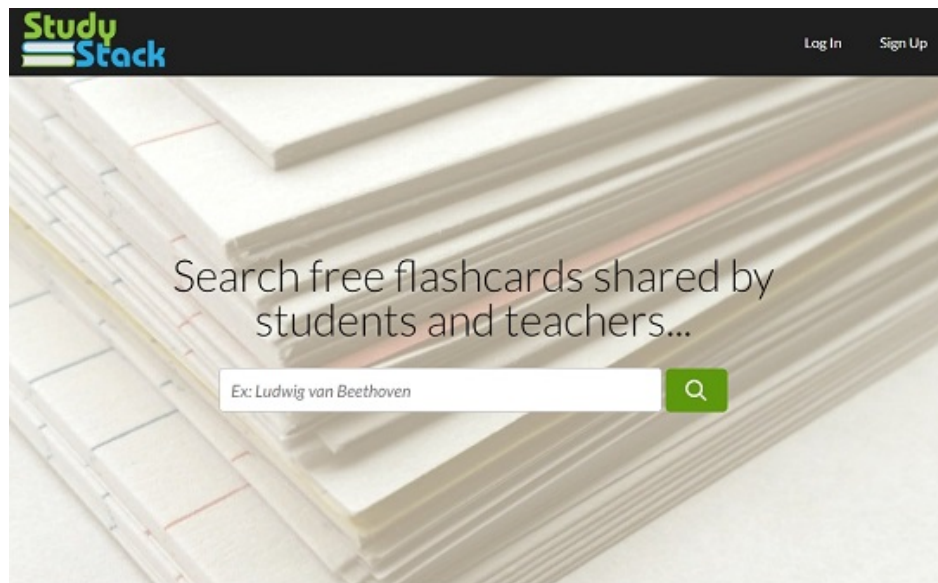 Study
Stack
Log In
Sign Up
Search free flashcards shared by
students and teachers...
Ex: Ludwig van Beethoven